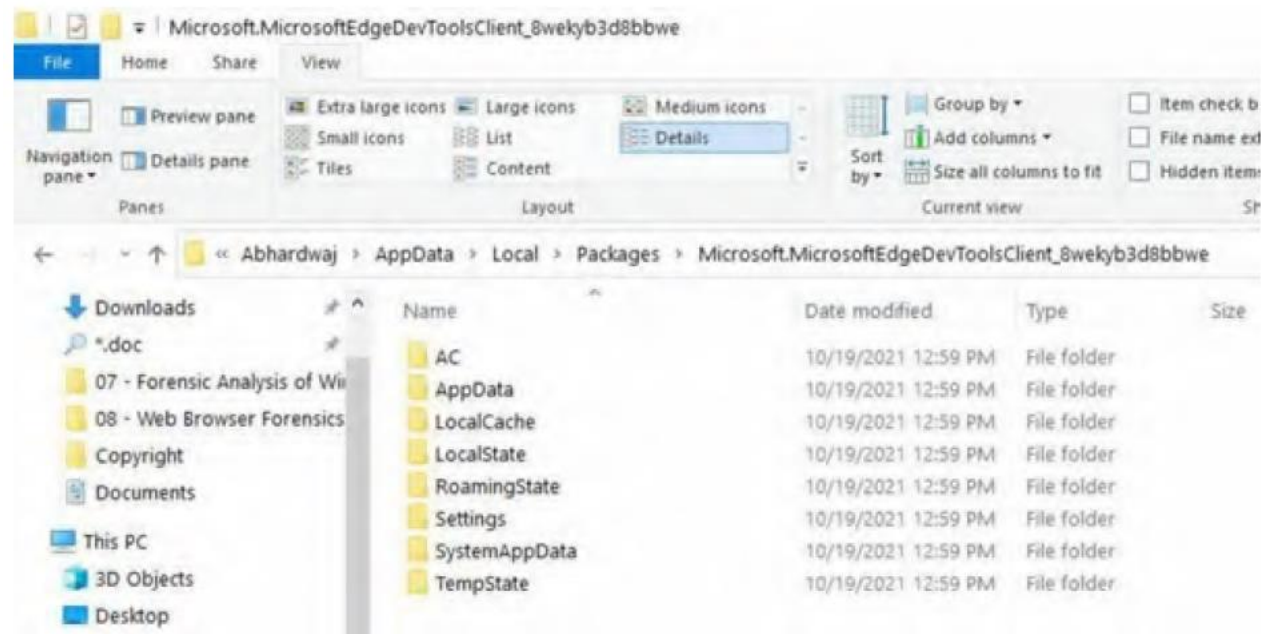 Microsoft.MicrosoftEdgeDevToolsClient_8wekyb3d8bbwe
File Home Share View
Preview pane
Details pane
Navigation pane
Panes
Extra large icons Large icons Medium icons
Small icons List Details
Tiles Content
Layout
Sort by
Group by
Add columns
Size all columns to fit
Current view
Item check b
File name ext
Hidden items
Sh
« Abhardwaj > AppData > Local > Packages > Microsoft.MicrosoftEdgeDevToolsClient_8wekyb3d8bbwe
Downloads
*.doc
07 - Forensic Analysis of Win
08 - Web Browser Forensics
Copyright
Documents
This PC
3D Objects
Desktop
Name Date modified Type Size
AC 10/19/2021 12:59 PM File folder
AppData 10/19/2021 12:59 PM File folder
LocalCache 10/19/2021 12:59 PM File folder
LocalState 10/19/2021 12:59 PM File folder
RoamingState 10/19/2021 12:59 PM File folder
Settings 10/19/2021 12:59 PM File folder
SystemAppData 10/19/2021 12:59 PM File folder
TempState 10/19/2021 12:59 PM File folder